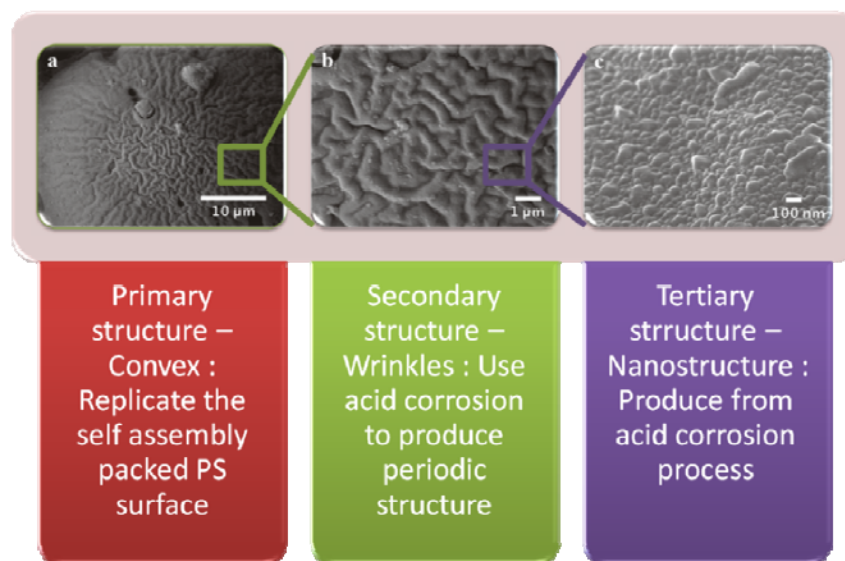 a
b
c
10 µm
1 µm
100 nm
Primary
structure –
Convex :
Replicate the
self assembly
packed PS
surface
Secondary
structure –
Wrinkles : Use
acid corrosion
to produce
periodic
structure
Tertiary
strructure –
Nanostructure :
Produce from
acid corrosion
process